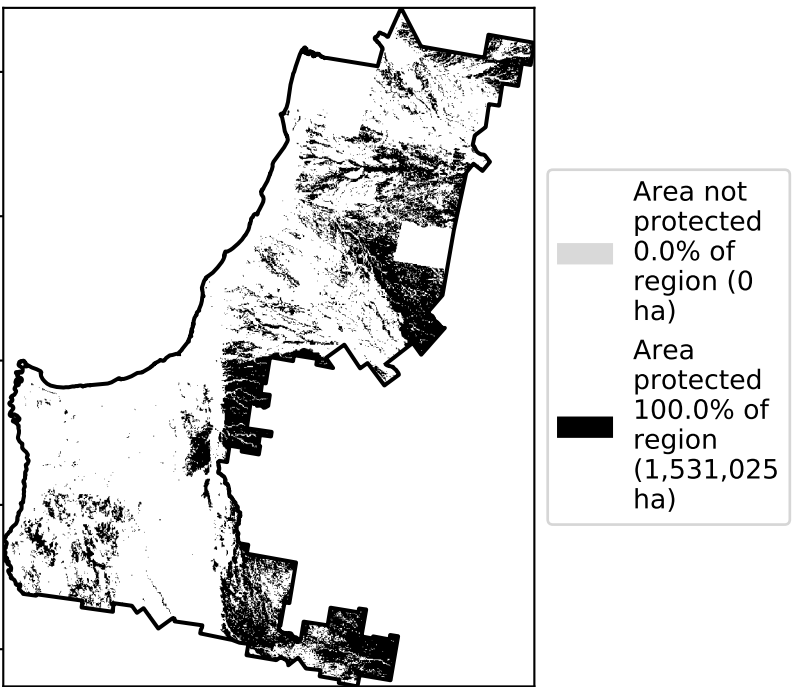 Area not
protected
0.0% of
region (0
ha)
Area
protected
100.0% of
region
(1,531,025
ha)